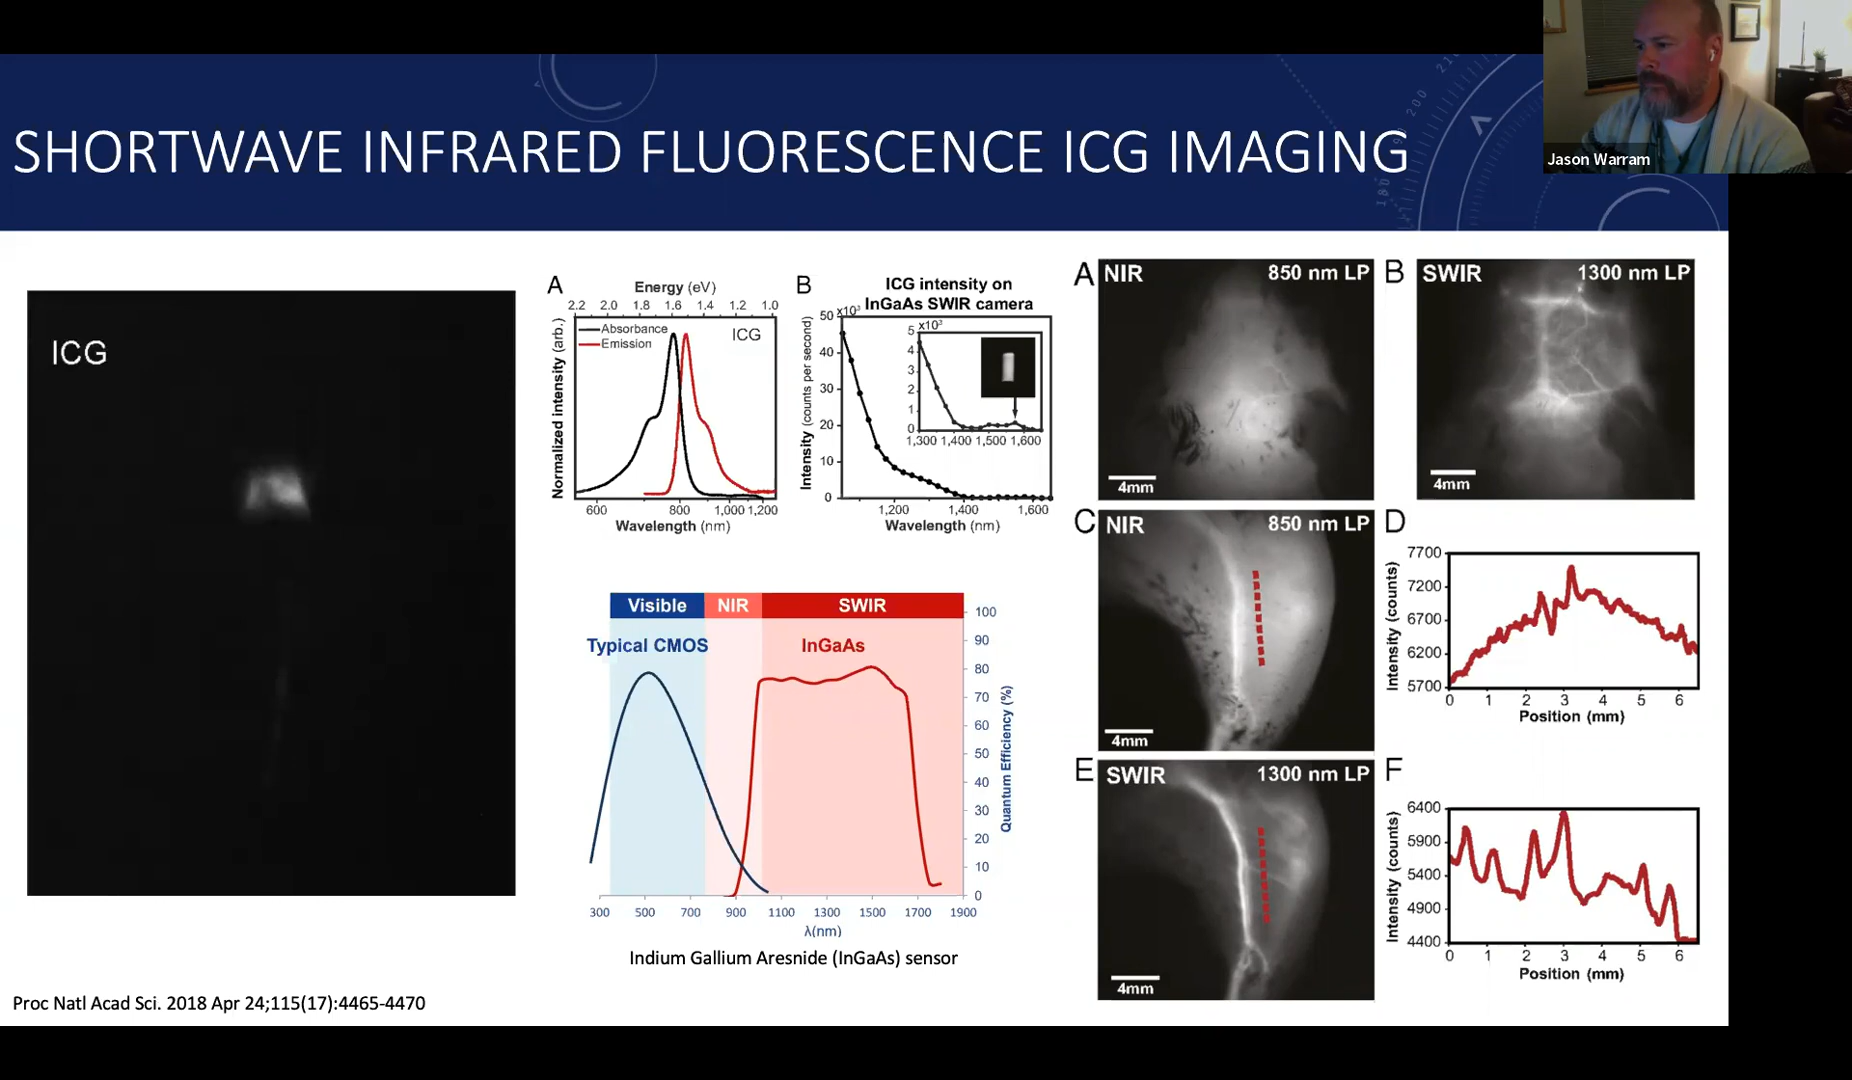 SHORTWAVE INFRARED FLUORESCENCE ICG IMAGING
Jason Warram
ICG
A
Energy (eV)
2.2 2.0 1.8 1.6 1.4 1.2 1.0
Absorbance
Emission
ICG
Normalized intensity (arb.)
600 800 1,000 1,200
Wavelength (nm)
B
ICG intensity on
InGaAs SWIR camera
x10³
50
40
30
20
10
0
Intensity (counts per second)
x10³
5
4
3
2
1
0
1,300 1,400 1,500 1,600
1,200 1,400 1,600
Wavelength (nm)
Visible NIR SWIR
Typical CMOS InGaAs
100
90
80
70
60
50
40
30
20
10
0
Quantum Efficiency (%)
300 500 700 900 1100 1300 1500 1700 1900
λ(nm)
Indium Gallium Aresnide (InGaAs) sensor
A NIR 850 nm LP
4mm
B SWIR 1300 nm LP
4mm
C NIR 850 nm LP
4mm
D
7700
7200
6700
6200
5700
Intensity (counts)
0 1 2 3 4 5 6
Position (mm)
E SWIR 1300 nm LP
4mm
F
6400
5900
5400
4900
4400
Intensity (counts)
0 1 2 3 4 5 6
Position (mm)
Proc Natl Acad Sci. 2018 Apr 24;115(17):4465-4470